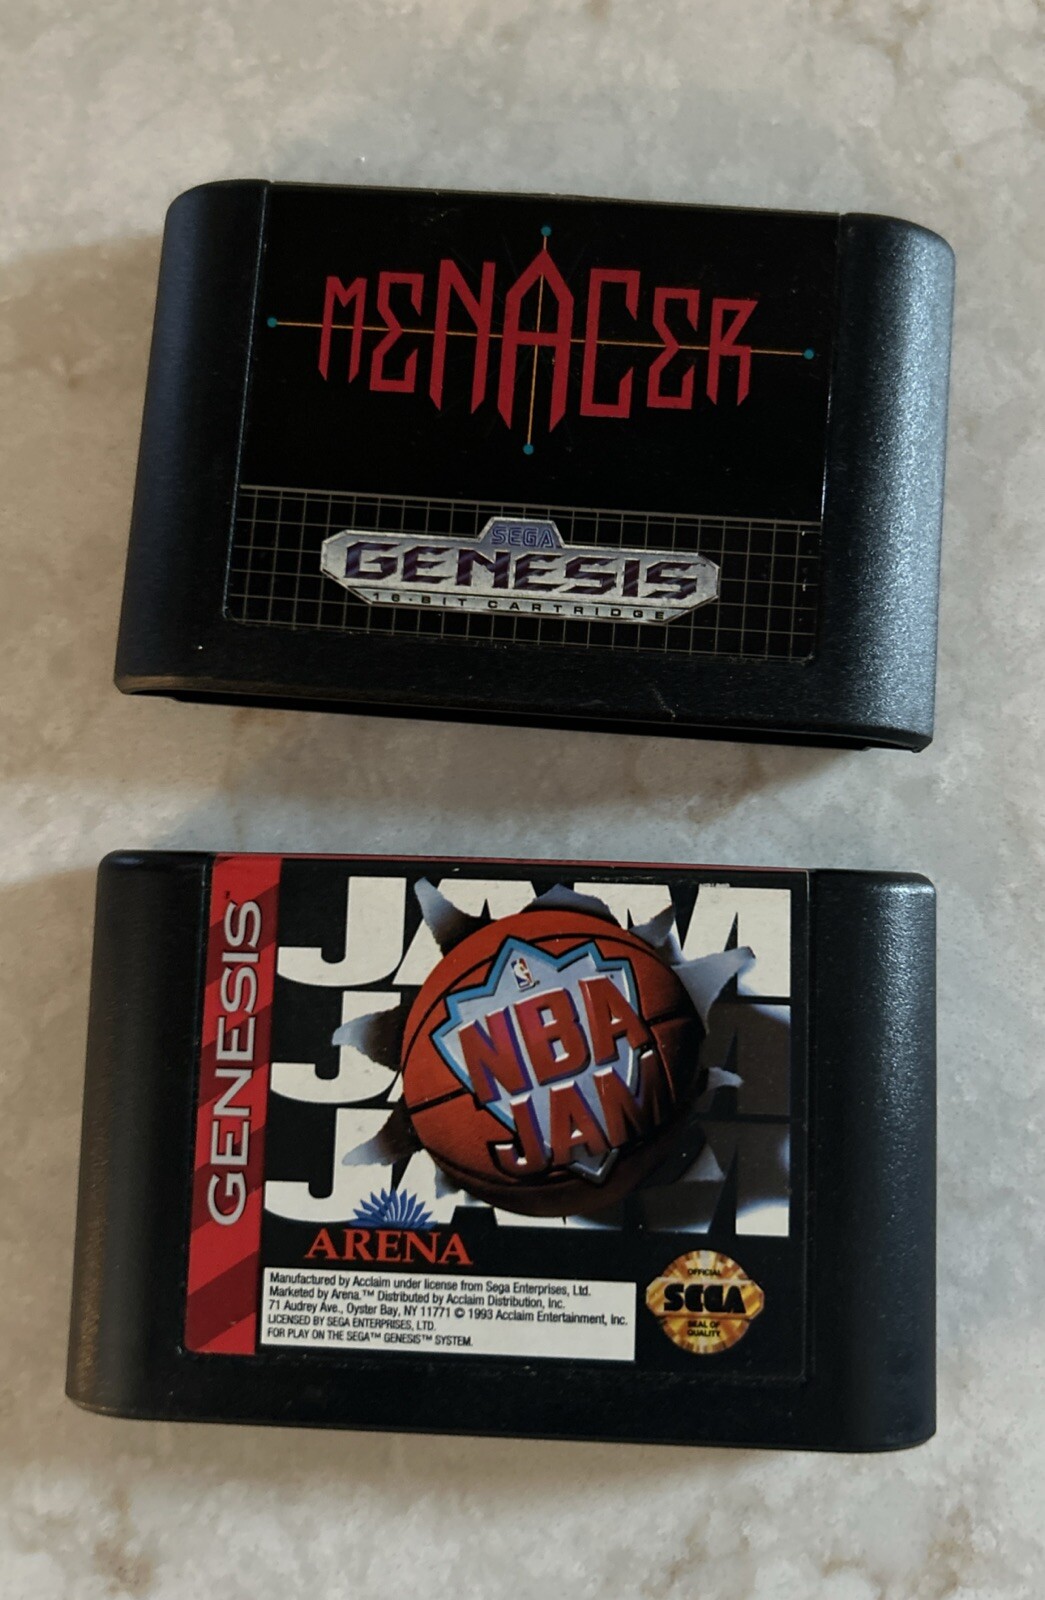 MENACER
SEGA
GENESIS
16-BIT CARTRIDGE
GENESIS
JAM
JAM
JAM
NBA
JAM
ARENA
Manufactured by Acclaim under license from Sega Enterprises, Ltd.
Marketed by Arena.™ Distributed by Acclaim Distribution, Inc.
71 Audrey Ave., Oyster Bay, NY 11771 © 1993 Acclaim Entertainment, Inc.
LICENSED BY SEGA ENTERPRISES, LTD.
FOR PLAY ON THE SEGA™ GENESIS™ SYSTEM.
OFFICIAL
SEGA
SEAL OF
QUALITY